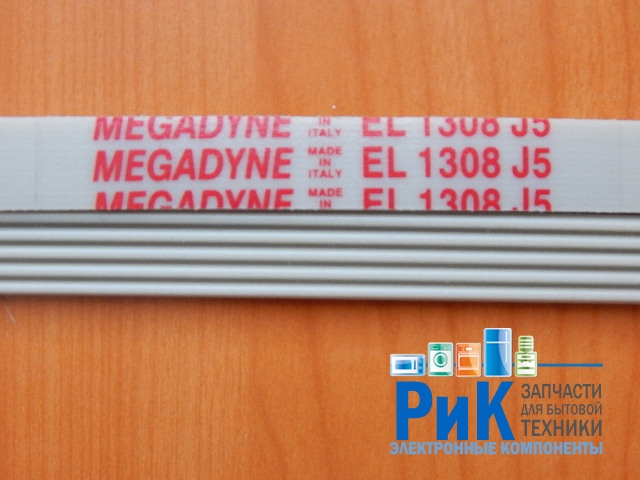 MEGADYNE MADE IN ITALY EL 1308 J5
MEGADYNE MADE IN ITALY EL 1308 J5
MEGADYNE MADE IN EL 1308 J5
РиК
ЗАПЧАСТИ
ДЛЯ БЫТОВОЙ
ТЕХНИКИ
ЭЛЕКТРОННЫЕ КОМПОНЕНТЫ